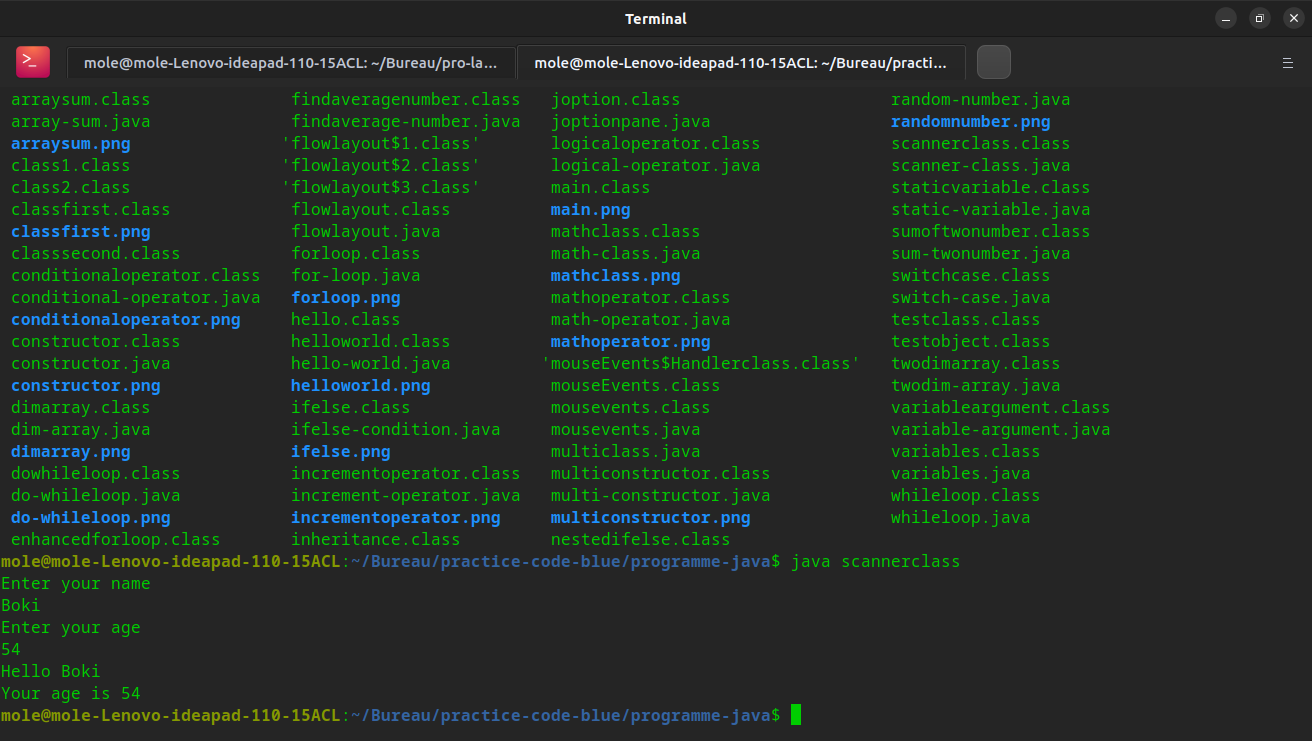 Terminal
mole@mole-Lenovo-ideapad-110-15ACL: ~/Bureau/pro-la... mole@mole-Lenovo-ideapad-110-15ACL: ~/Bureau/practi...
arraysum.class findaveragenumber.class joption.class random-number.java
array-sum.java findaverage-number.java joptionpane.java randomnumber.png
arraysum.png 'flowlayout$1.class' logicaloperator.class scannerclass.class
class1.class 'flowlayout$2.class' logical-operator.java scanner-class.java
class2.class 'flowlayout$3.class' main.class staticvariable.class
classfirst.class flowlayout.class main.png static-variable.java
classfirst.png flowlayout.java mathclass.class sumoftwonumber.class
classsecond.class forloop.class math-class.java sum-twonumber.java
conditionaloperator.class for-loop.java mathclass.png switchcase.class
conditional-operator.java forloop.png mathoperator.class switch-case.java
conditionaloperator.png hello.class math-operator.java testclass.class
constructor.class helloworld.class mathoperator.png testobject.class
constructor.java hello-world.java 'mouseEvents$Handlerclass.class' twodimarray.class
constructor.png helloworld.png mouseEvents.class twodim-array.java
dimarray.class ifelse.class mousevents.class variableargument.class
dim-array.java ifelse-condition.java mousevents.java variable-argument.java
dimarray.png ifelse.png multiclass.java variables.class
dowhileloop.class incrementoperator.class multiconstructor.class variables.java
do-whileloop.java increment-operator.java multi-constructor.java whileloop.class
do-whileloop.png incrementoperator.png multiconstructor.png whileloop.java
enhancedforloop.class inheritance.class nestedifelse.class
mole@mole-Lenovo-ideapad-110-15ACL:~/Bureau/practice-code-blue/programme-java$ java scannerclass
Enter your name
Boki
Enter your age
54
Hello Boki
Your age is 54
mole@mole-Lenovo-ideapad-110-15ACL:~/Bureau/practice-code-blue/programme-java$